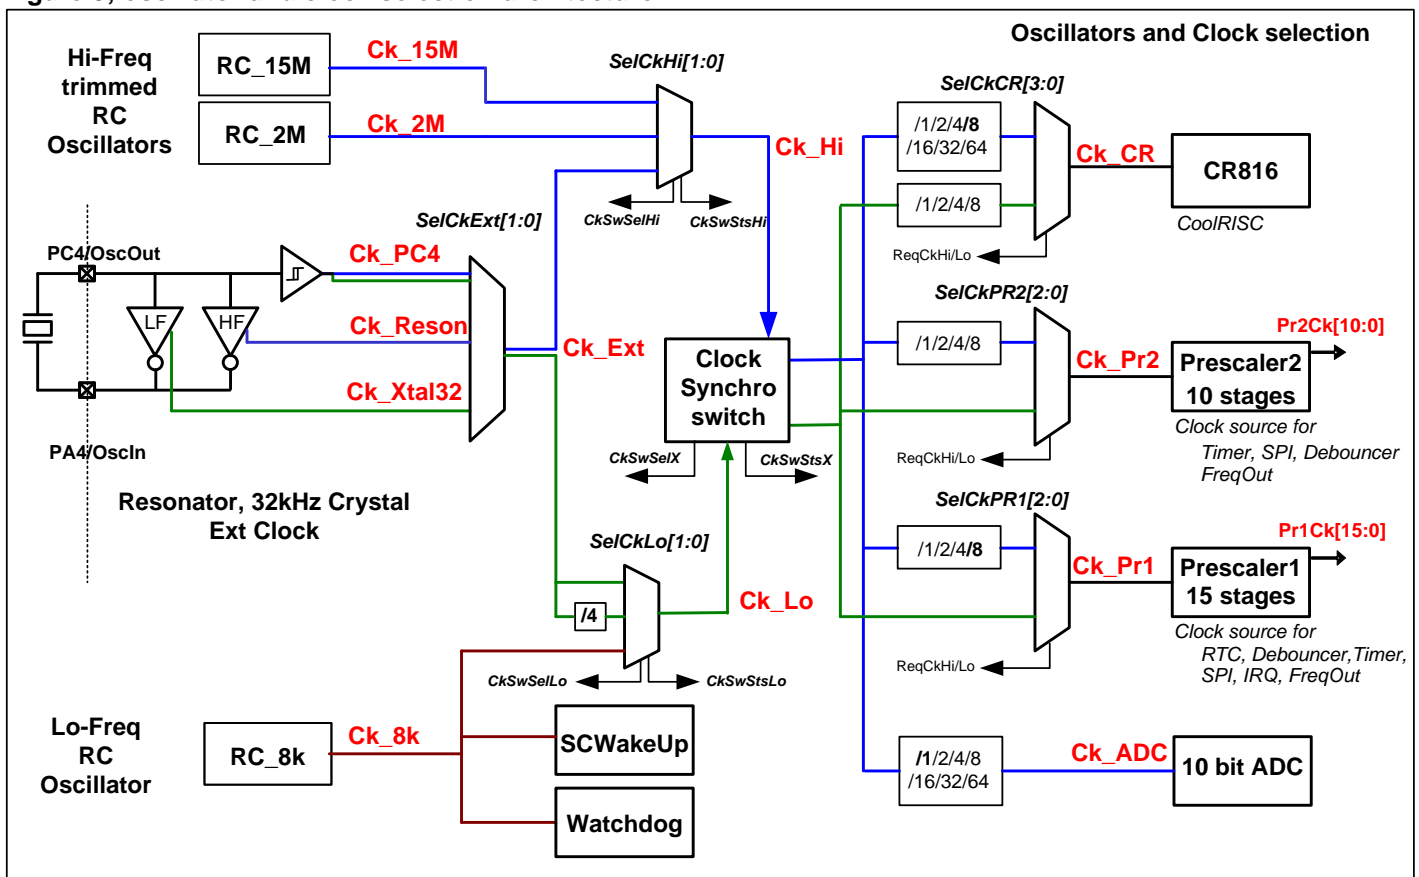 Oscillators and Clock selection
Hi-Freq
trimmed
RC
Oscillators
RC_15M
Ck_15M
RC_2M
Ck_2M
SelCkHi[1:0]
Ck_Hi
CkSwSelHi
CkSwStsHi
SelCkCR[3:0]
/1/2/4/8
/16/32/64
/1/2/4/8
Ck_CR
CR816
CoolRISC
ReqCkHi/Lo
PC4/OscOut
SelCkExt[1:0]
Ck_PC4
LF
HF
Ck_Reson
Ck_Xtal32
Ck_Ext
PA4/OscIn
Resonator, 32kHz Crystal
Ext Clock
Clock
Synchro
switch
CkSwSelX
CkSwStsX
SelCkPR2[2:0]
/1/2/4/8
Ck_Pr2
Pr2Ck[10:0]
Prescaler2
10 stages
Clock source for
Timer, SPI, Debouncer
FreqOut
ReqCkHi/Lo
SelCkPR1[2:0]
/1/2/4/8
Ck_Pr1
Pr1Ck[15:0]
Prescaler1
15 stages
Clock source for
RTC, Debouncer,Timer,
SPI, IRQ, FreqOut
ReqCkHi/Lo
SelCkLo[1:0]
/4
Ck_Lo
CkSwSelLo
CkSwStsLo
Lo-Freq
RC
Oscillator
RC_8k
Ck_8k
SCWakeUp
Watchdog
/1/2/4/8
/16/32/64
Ck_ADC
10 bit ADC